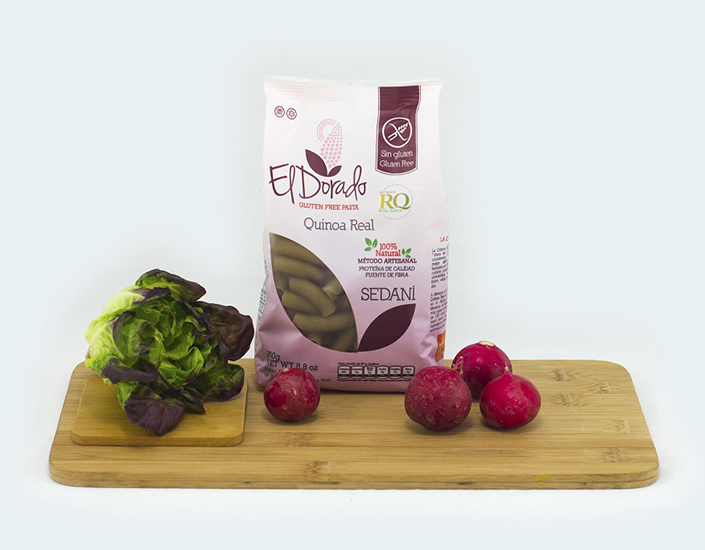 Sin gluten
Gluten Free
El Dorado
GLUTEN FREE PASTA
RQ
Quinoa Real
100%
Natural
MÉTODO ARTESANAL
PROTEÍNA DE CALIDAD
FUENTE DE FIBRA
SEDANÍ
250g
NET WT 8.8 oz